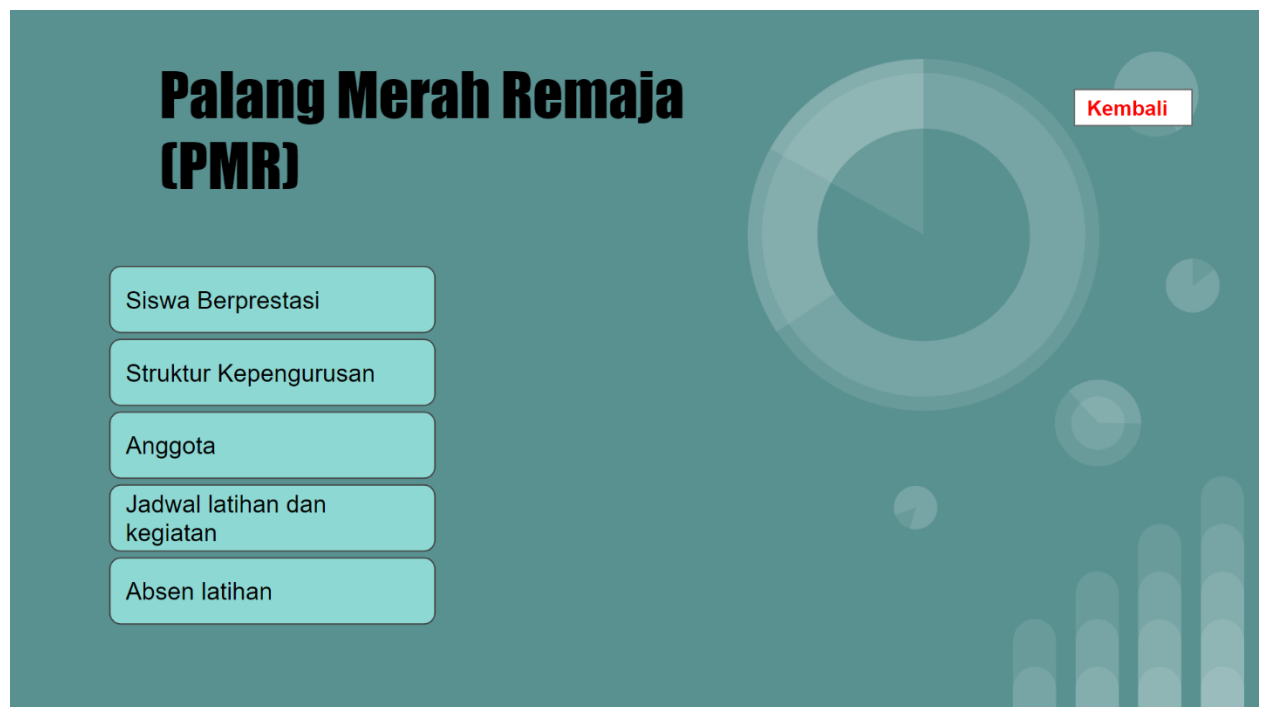 Palang Merah Remaja
(PMR)
Kembali
Siswa Berprestasi
Struktur Kepengurusan
Anggota
Jadwal latihan dan
kegiatan
Absen latihan